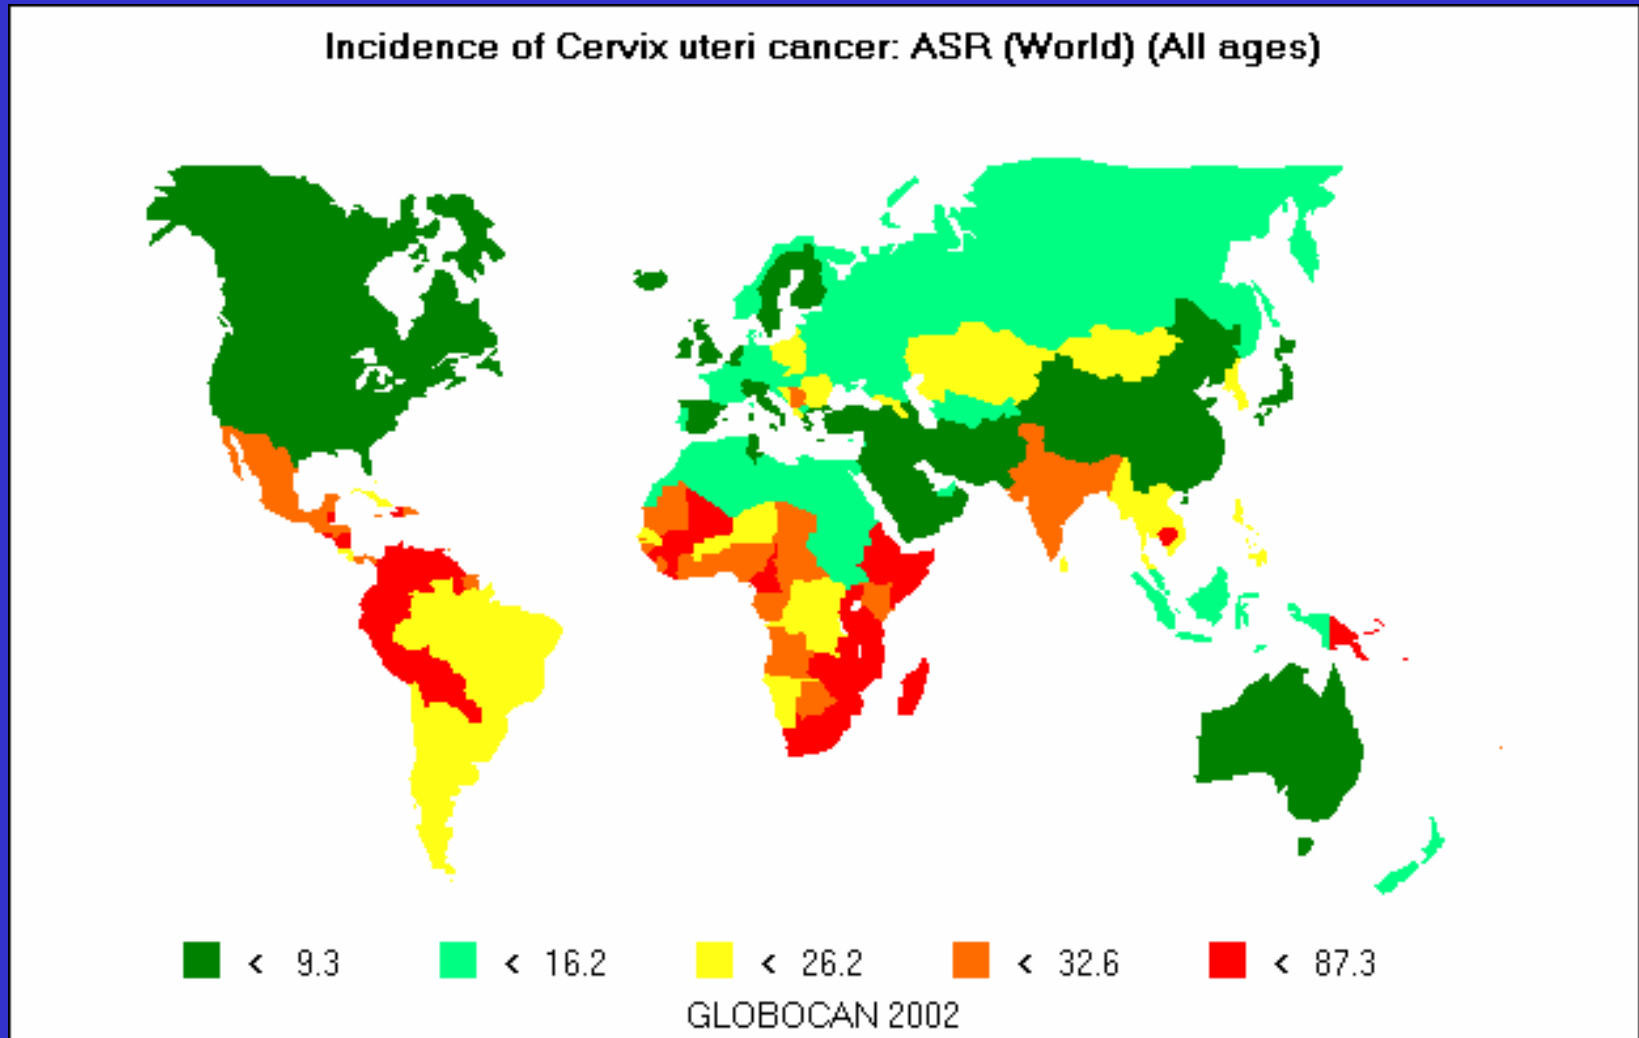 Incidence of Cervix uteri cancer: ASR (World) (All ages)
< 9.3 < 16.2 < 26.2 < 32.6 < 87.3
GLOBOCAN 2002